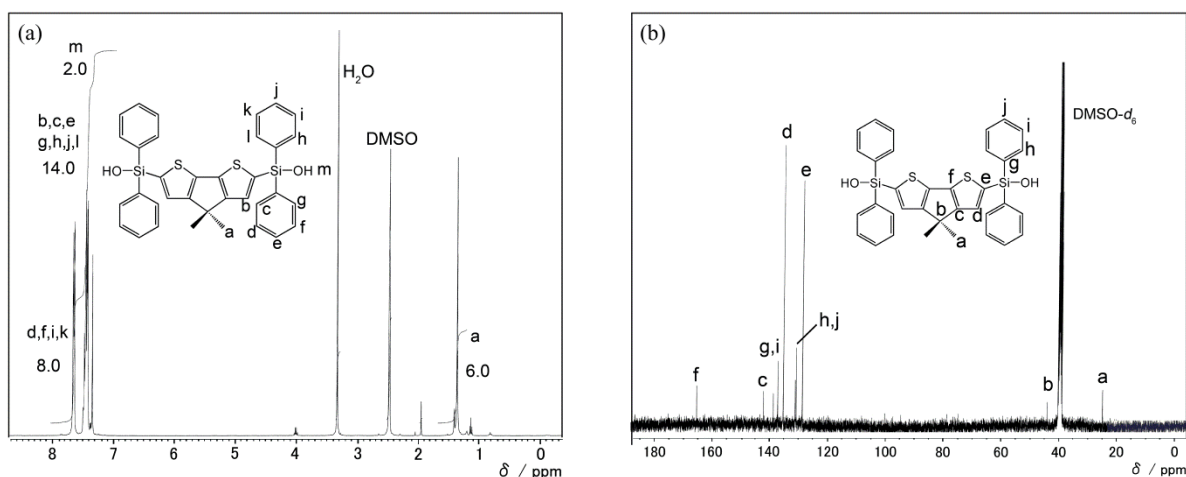 (a)
m
2.0
b,c,e
g,h,j,l
14.0
d,f,i,k
8.0
H2O
DMSO
a
6.0
j
k
i
l
h
S
S
HO
Si
Si
OH
m
b
c
g
a
d
f
e
8
7
6
5
4
3
2
1
0
δ / ppm
(b)
d
e
DMSO-d6
h,j
g,i
f
c
b
a
j
i
h
g
S
f
S
e
HO
Si
Si
OH
b
c
d
a
180
160
140
120
100
80
60
40
20
0
δ / ppm